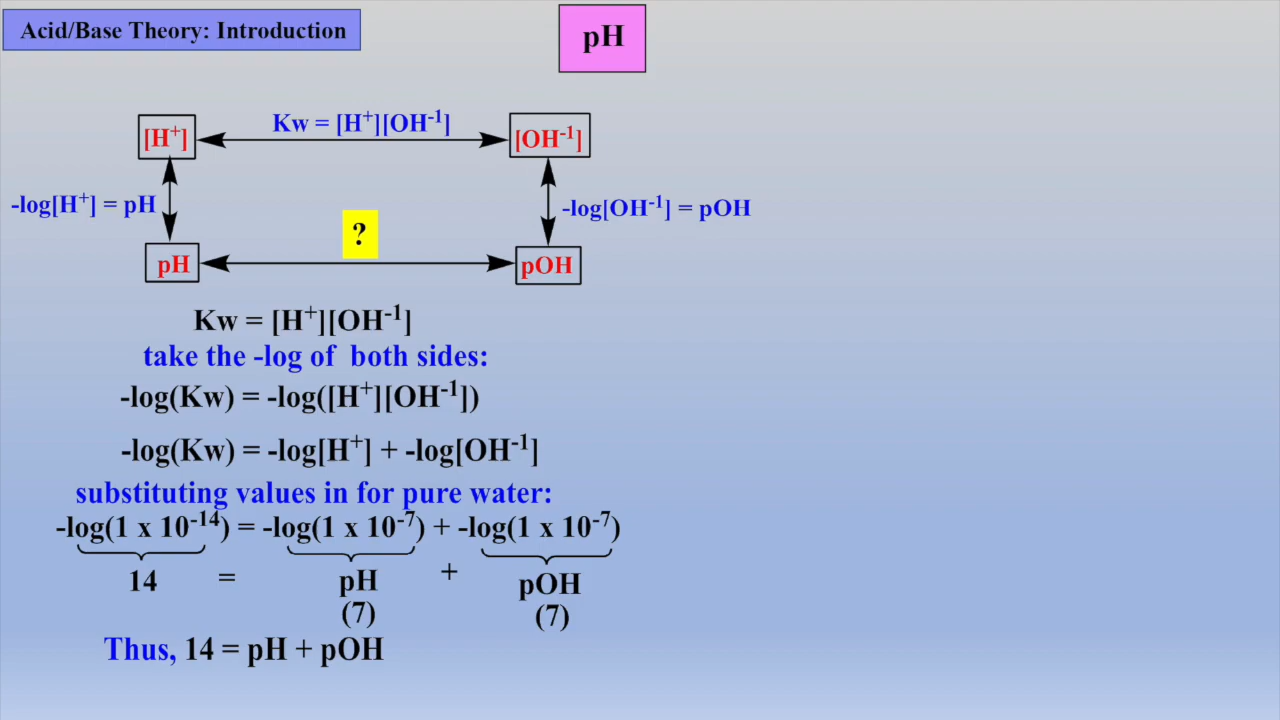 Acid/Base Theory: Introduction
pH
Kw = [H⁺][OH⁻¹]
[H⁺]
[OH⁻¹]
-log[H⁺] = pH
-log[OH⁻¹] = pOH
?
pH
pOH
Kw = [H⁺][OH⁻¹]
take the -log of both sides:
-log(Kw) = -log([H⁺][OH⁻¹])
-log(Kw) = -log[H⁺] + -log[OH⁻¹]
substituting values in for pure water:
-log(1 x 10⁻¹⁴) = -log(1 x 10⁻⁷) + -log(1 x 10⁻⁷)
14 = pH + pOH
(7) (7)
Thus, 14 = pH + pOH